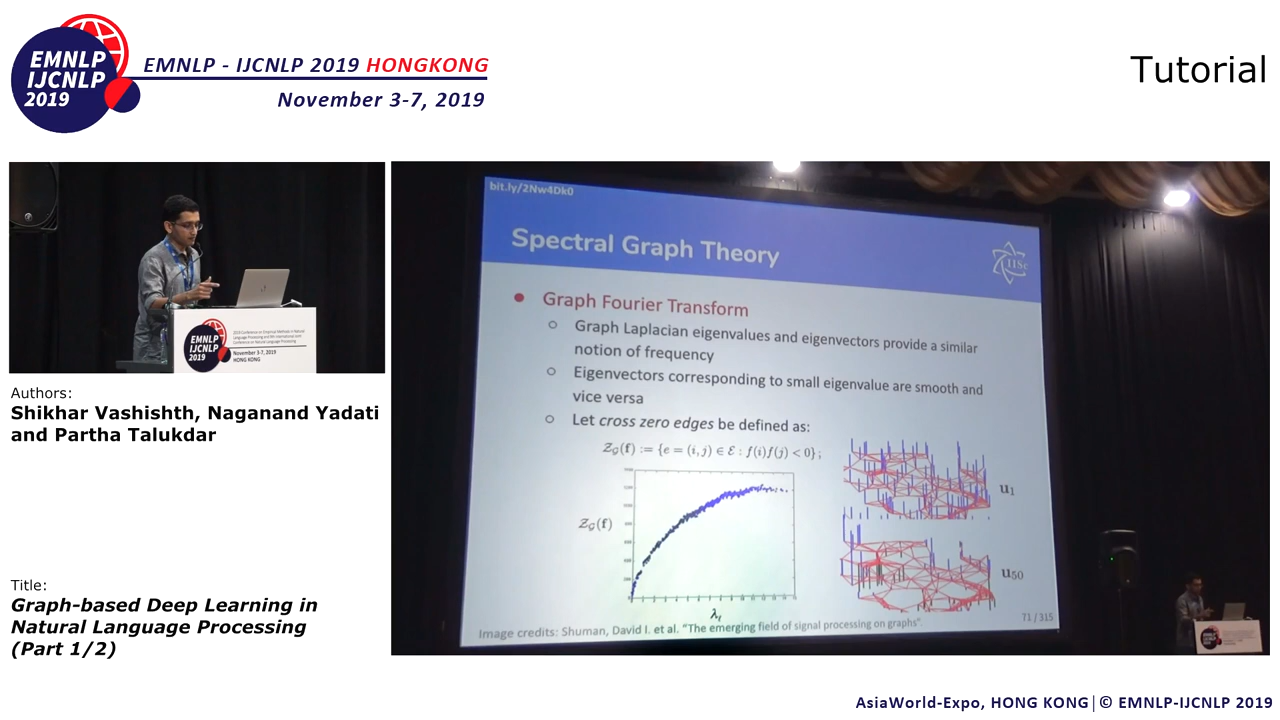 EMNLP
IJCNLP
2019
EMNLP - IJCNLP 2019 HONGKONG
November 3-7, 2019
Tutorial
EMNLP
IJCNLP
2019
November 3-7, 2019
HONG KONG
Authors:
Shikhar Vashishth, Naganand Yadati
and Partha Talukdar
Title:
Graph-based Deep Learning in
Natural Language Processing
(Part 1/2)
bit.ly/2Nw4Dk0
Spectral Graph Theory
IISc
Graph Fourier Transform
Graph Laplacian eigenvalues and eigenvectors provide a similar
notion of frequency
Eigenvectors corresponding to small eigenvalue are smooth and
vice versa
Let cross zero edges be defined as:
Z_G(f) := {e = (i, j) ∈ E : f(i)f(j) < 0};
Z_G(f)
λ_ℓ
u₁
u₅₀
Image credits: Shuman, David I. et al. "The emerging field of signal processing on graphs".
71 / 315
AsiaWorld-Expo, HONG KONG│© EMNLP-IJCNLP 2019